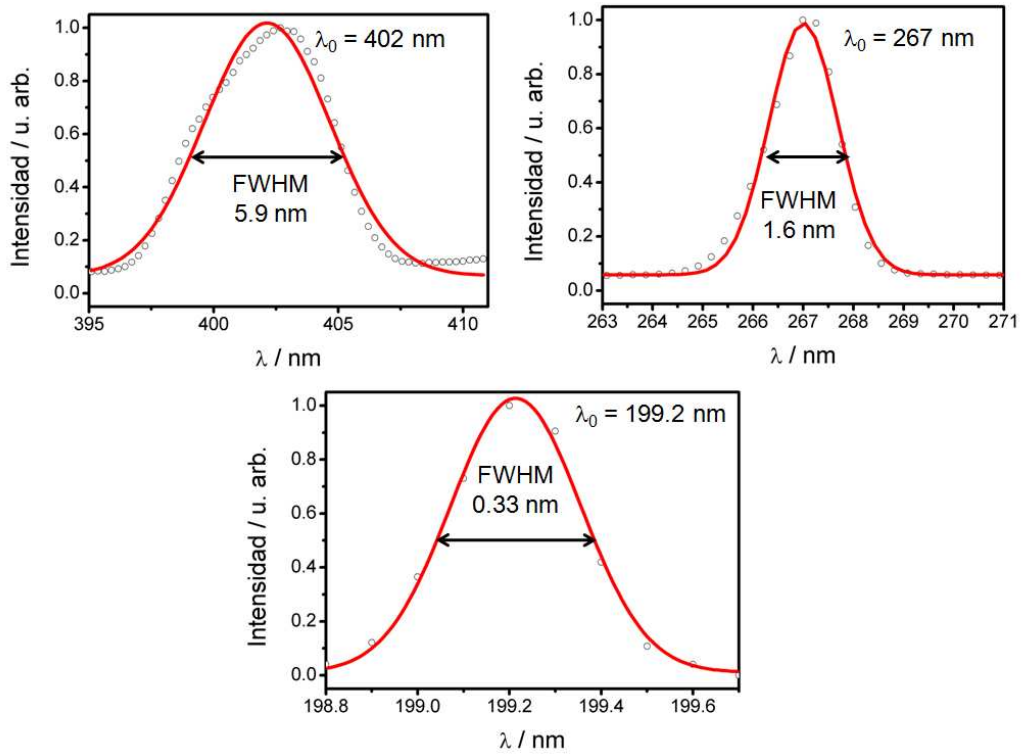 λ0 = 402 nm
Intensidad / u. arb.
1.0
0.8
0.6
0.4
0.2
0.0
FWHM
5.9 nm
395 400 405 410
λ / nm
λ0 = 267 nm
Intensidad / u. arb.
1.0
0.8
0.6
0.4
0.2
0.0
FWHM
1.6 nm
263 264 265 266 267 268 269 270 271
λ / nm
λ0 = 199.2 nm
Intensidad / u. arb.
1.0
0.8
0.6
0.4
0.2
0.0
FWHM
0.33 nm
198.8 199.0 199.2 199.4 199.6
λ / nm